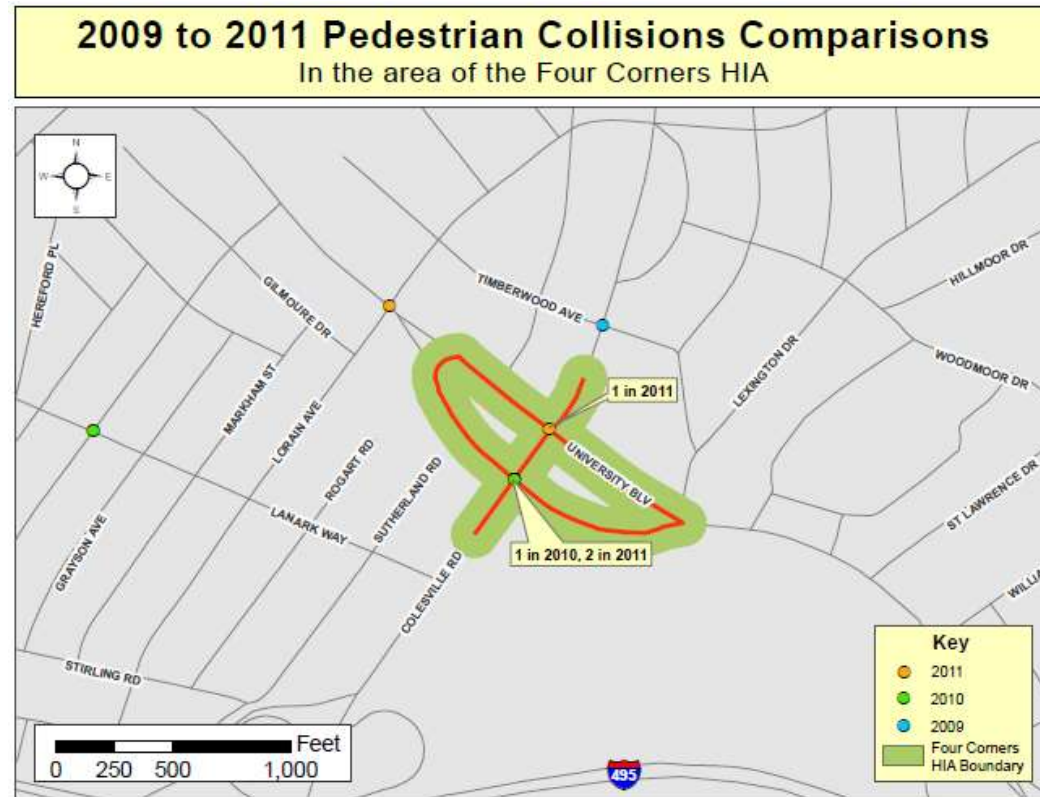 2009 to 2011 Pedestrian Collisions Comparisons
In the area of the Four Corners HIA
N
W
E
S
HEREFORD PL
GILMOURE DR
TIMBERWOOD AVE
HILLMOOR DR
WOODMOOR DR
LEXINGTON DR
MARKHAM ST
LORAIN AVE
1 in 2011
ROGART RD
SUTHERLAND RD
UNIVERSITY BLV
ST LAWRENCE DR
LANARK WAY
GRAYSON AVE
1 in 2010, 2 in 2011
COLESVILLE RD
WILLIA
STIRLING RD
Key
2011
2010
2009
Four Corners
HIA Boundary
Feet
0 250 500 1,000
495